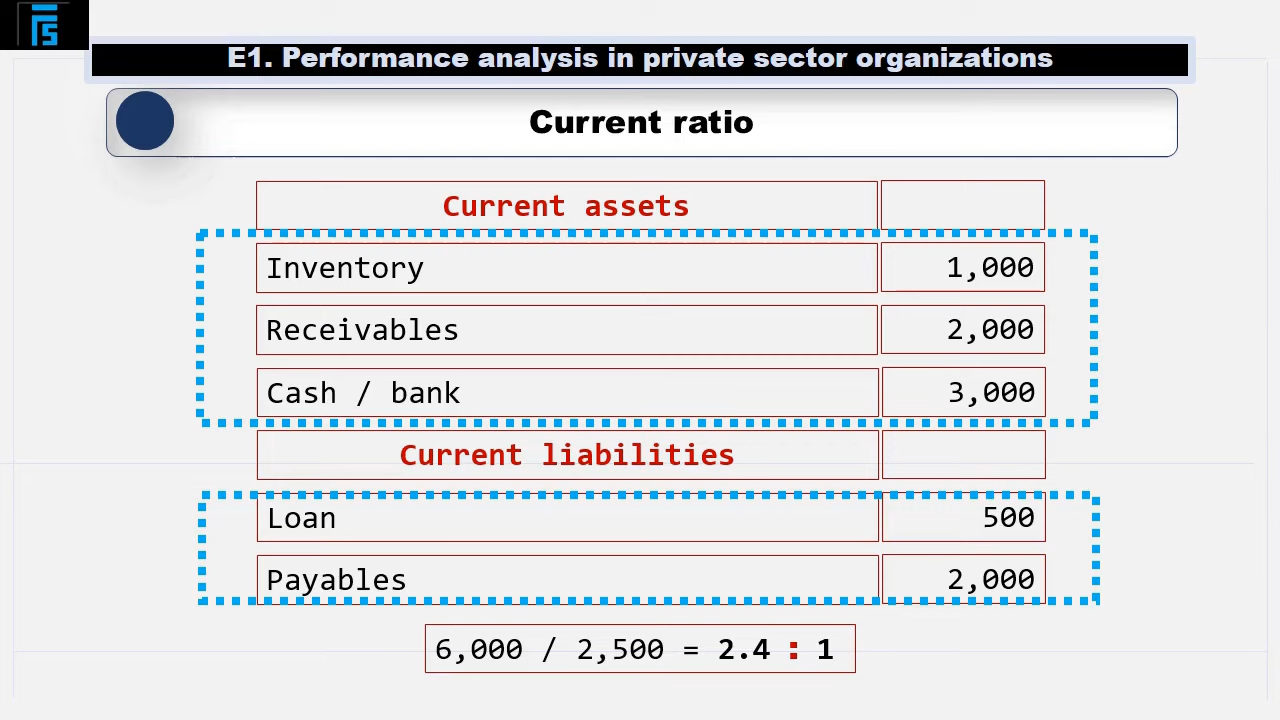 E1. Performance analysis in private sector organizations
Current ratio
Current assets
Inventory 1,000
Receivables 2,000
Cash / bank 3,000
Current liabilities
Loan 500
Payables 2,000
6,000 / 2,500 = 2.4 : 1